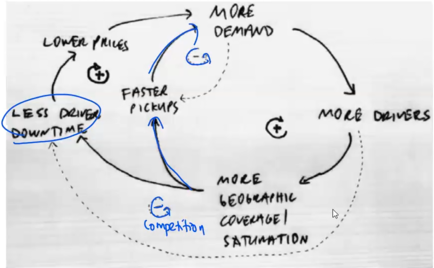 MORE
DEMAND
LOWER PRICES
FASTER
PICKUPS
LESS DRIVER
DOWNTIME
MORE DRIVERS
MORE
GEOGRAPHIC
COVERAGE/
SATURATION
competition